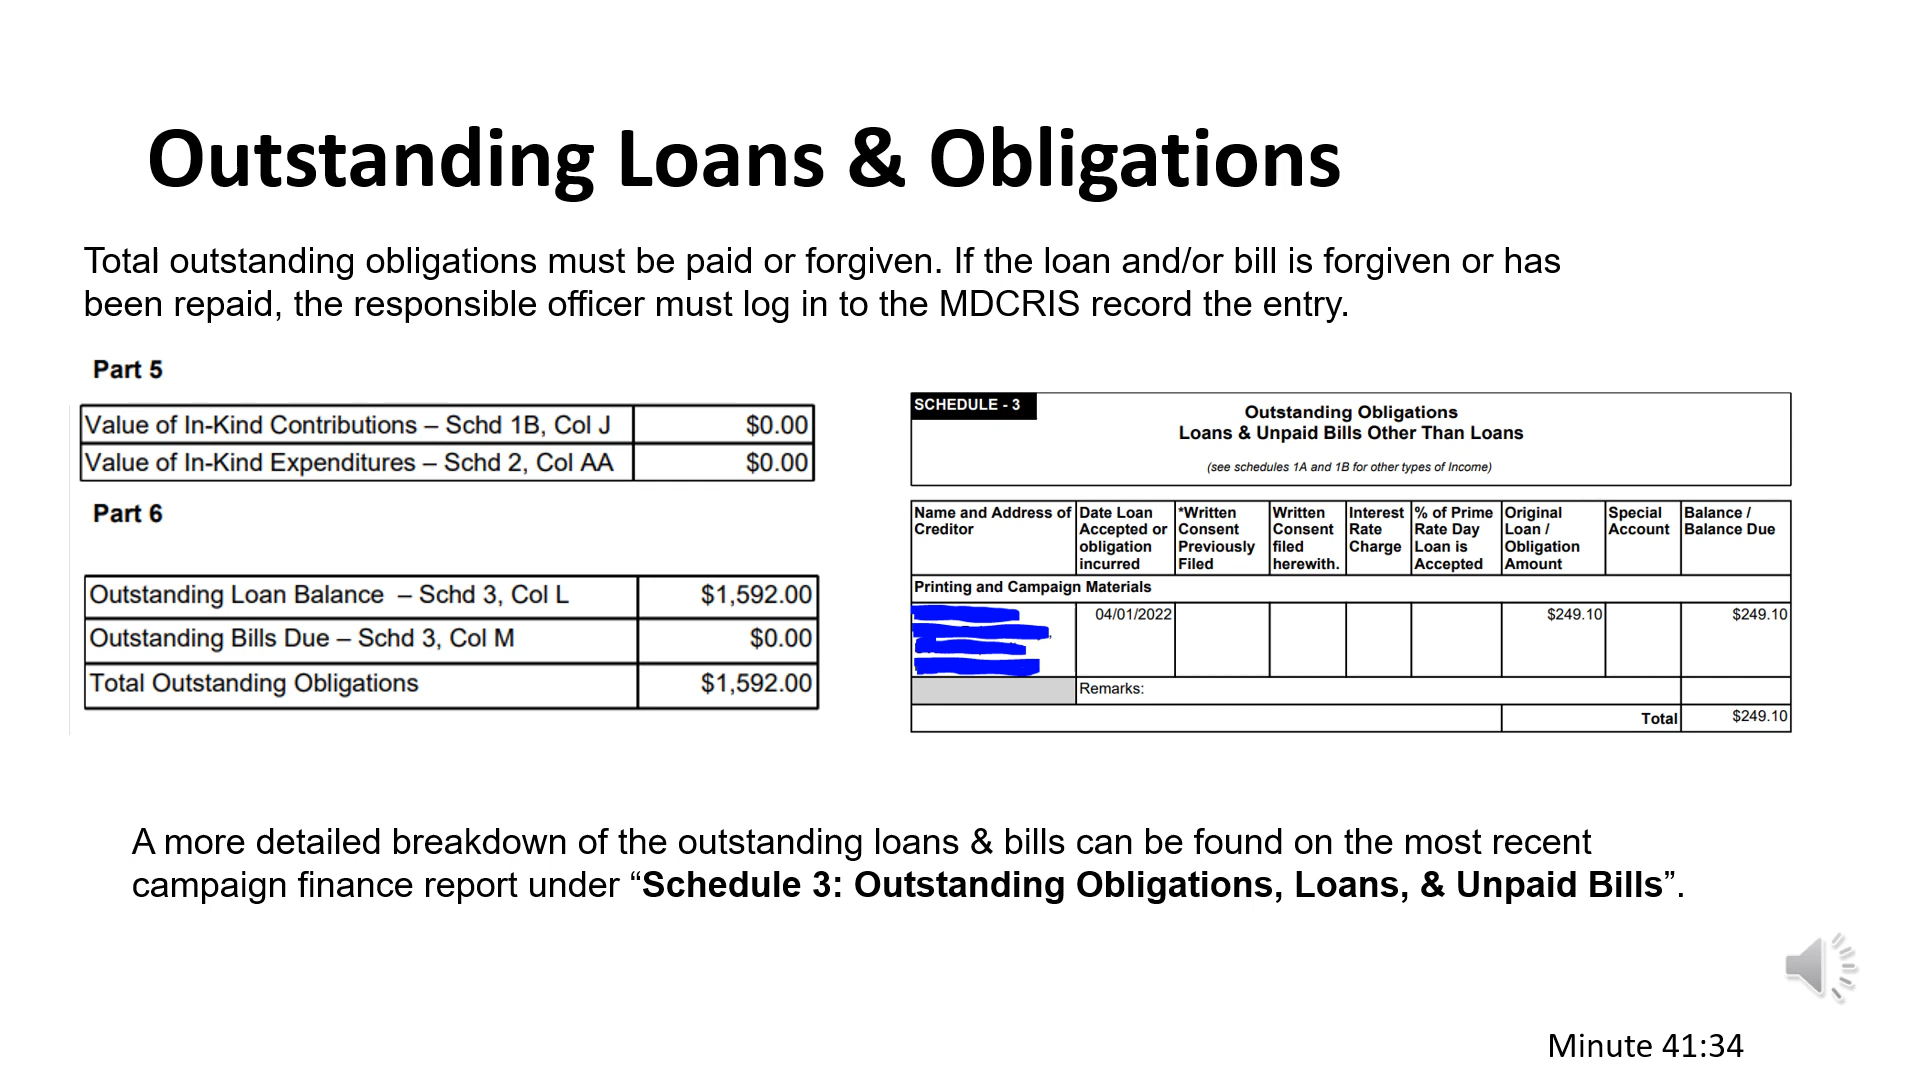 Outstanding Loans & Obligations
Total outstanding obligations must be paid or forgiven. If the loan and/or bill is forgiven or has
been repaid, the responsible officer must log in to the MDCRIS record the entry.
Part 5
Value of In-Kind Contributions – Schd 1B, Col J $0.00
Value of In-Kind Expenditures – Schd 2, Col AA $0.00
Part 6
Outstanding Loan Balance – Schd 3, Col L $1,592.00
Outstanding Bills Due – Schd 3, Col M $0.00
Total Outstanding Obligations $1,592.00
SCHEDULE - 3
Outstanding Obligations
Loans & Unpaid Bills Other Than Loans
(see schedules 1A and 1B for other types of Income)
Name and Address of Date Loan *Written Written Interest % of Prime Original Special Balance /
Creditor Accepted or Consent Consent Rate Rate Day Loan / Account Balance Due
obligation Previously filed Charge Loan is Obligation
incurred Filed herewith. Accepted Amount
Printing and Campaign Materials
04/01/2022 $249.10 $249.10
Remarks:
Total $249.10
A more detailed breakdown of the outstanding loans & bills can be found on the most recent
campaign finance report under “Schedule 3: Outstanding Obligations, Loans, & Unpaid Bills”.
Minute 41:34